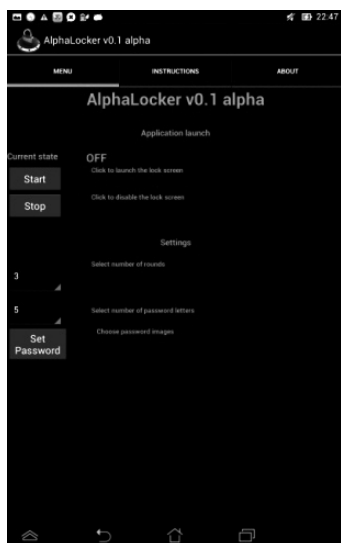 22:47
AlphaLocker v0.1 alpha
MENU INSTRUCTIONS ABOUT
AlphaLocker v0.1 alpha
Application launch
Current state OFF
Click to launch the lock screen
Start
Click to disable the lock screen
Stop
Settings
Select number of rounds
3
5
Select number of password letters
Set Password
Choose password images